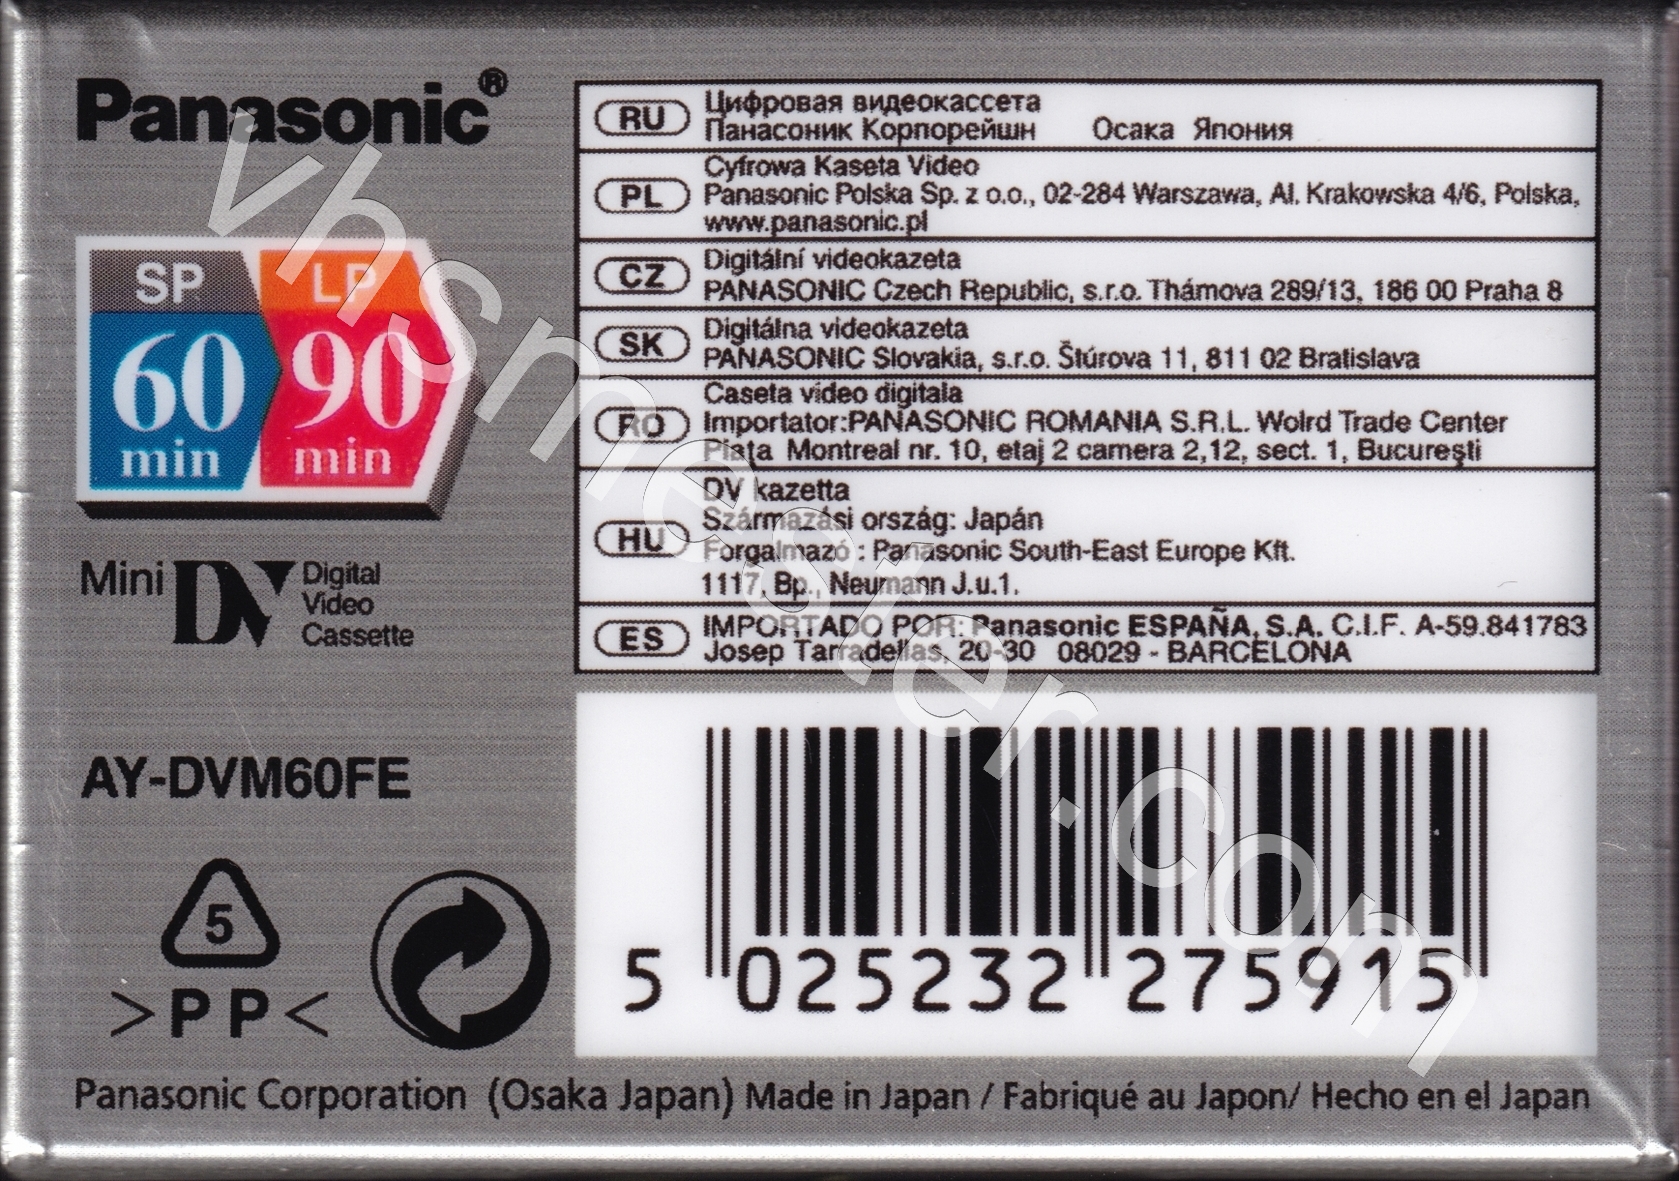 Panasonic®
SP
LP
60
min
90
min
Mini DV Digital
Video
Cassette
AY-DVM60FE
5
>PP<
RU
Цифровая видеокассета
Панасоник Корпорейшн Осака Япония
PL
Cyfrowa Kaseta Video
Panasonic Polska Sp. z o.o., 02-284 Warszawa, Al. Krakowska 4/6, Polska,
www.panasonic.pl
CZ
Digitální videokazeta
PANASONIC Czech Republic, s.r.o. Thámova 289/13, 186 00 Praha 8
SK
Digitálna videokazeta
PANASONIC Slovakia, s.r.o. Štúrova 11, 811 02 Bratislava
RO
Caseta video digitala
Importator:PANASONIC ROMANIA S.R.L. Wolrd Trade Center
Piaţa Montreal nr. 10, etaj 2 camera 2,12, sect. 1, Bucureşti
HU
DV kazetta
Származási ország: Japán
Forgalmazó : Panasonic South-East Europe Kft.
1117, Bp., Neumann J.u.1.
ES
IMPORTADO POR: Panasonic ESPAÑA, S.A. C.I.F. A-59.841783
Josep Tarradellas, 20-30 08029 - BARCELONA
5 025232 275915
Panasonic Corporation (Osaka Japan) Made in Japan / Fabriqué au Japon/ Hecho en el Japan
vhsmester.com